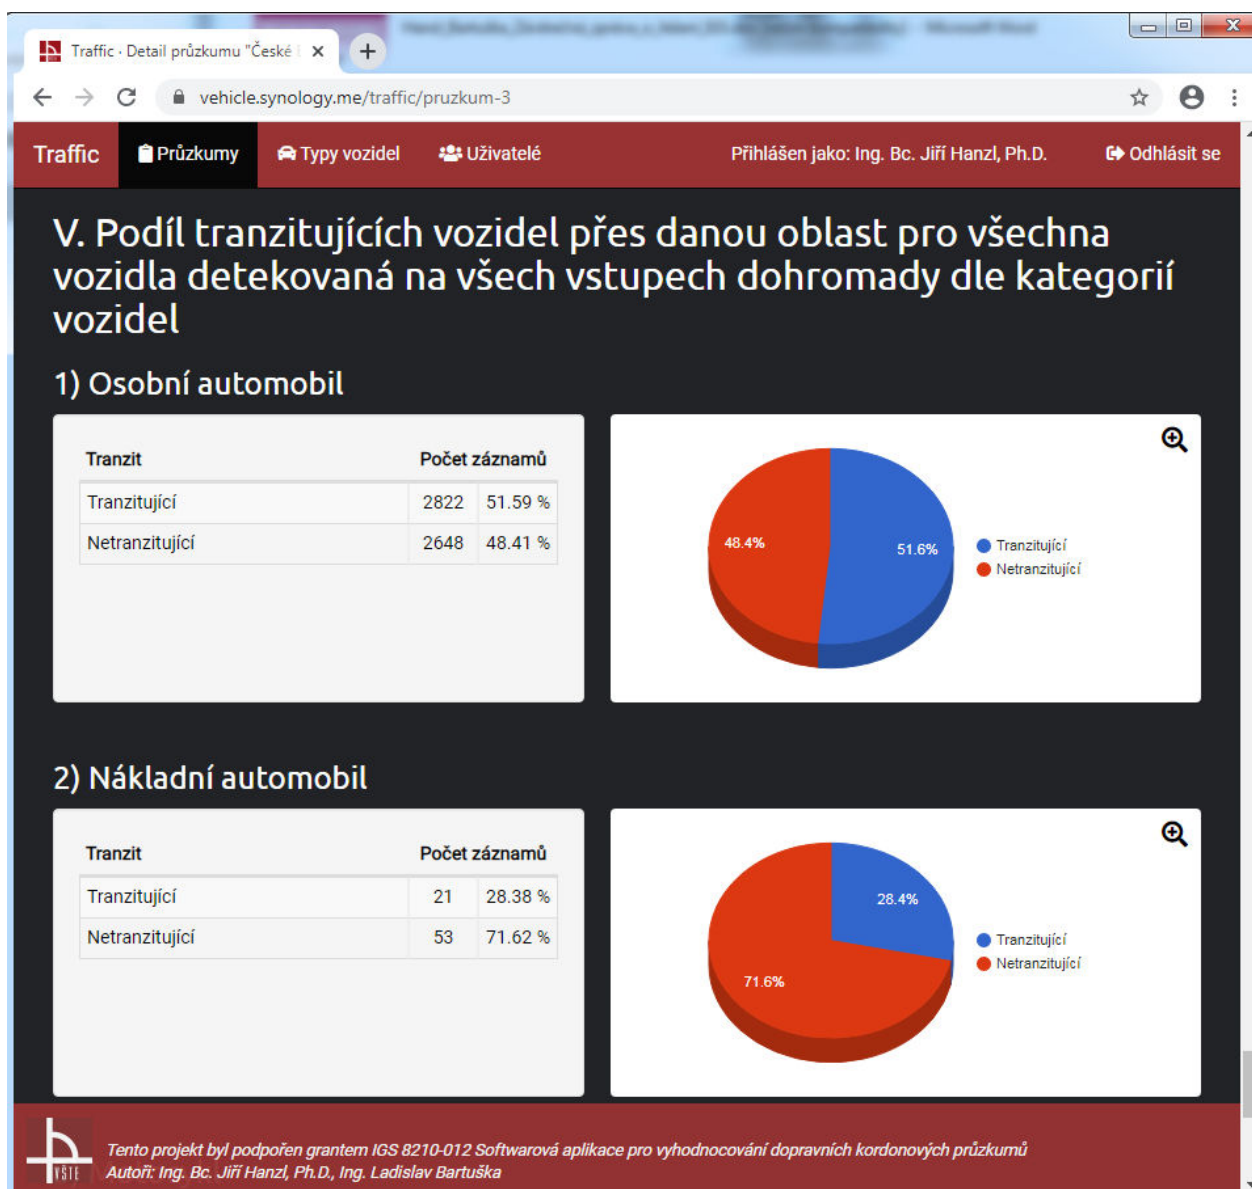 Traffic · Detail průzkumu "České
vehicle.synology.me/traffic/pruzkum-3
Traffic Průzkumy Typy vozidel Uživatelé Přihlášen jako: Ing. Bc. Jiří Hanzl, Ph.D. Odhlásit se
V. Podíl tranzitujících vozidel přes danou oblast pro všechna
vozidla detekovaná na všech vstupech dohromady dle kategorií
vozidel
1) Osobní automobil
Tranzit Počet záznamů
Tranzitující 2822 51.59 %
Netranzitující 2648 48.41 %
48.4%
51.6%
Tranzitující
Netranzitující
2) Nákladní automobil
Tranzit Počet záznamů
Tranzitující 21 28.38 %
Netranzitující 53 71.62 %
28.4%
71.6%
Tranzitující
Netranzitující
VŠTE
Tento projekt byl podpořen grantem IGS 8210-012 Softwarová aplikace pro vyhodnocování dopravních kordonových průzkumů
Autoři: Ing. Bc. Jiří Hanzl, Ph.D., Ing. Ladislav Bartuška